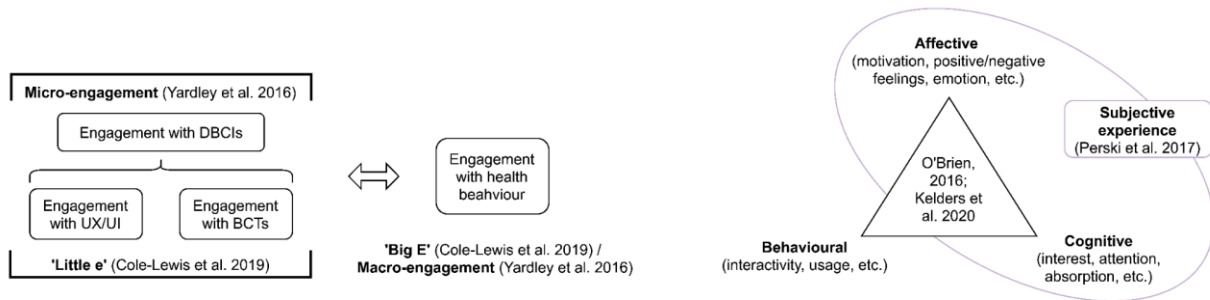 Micro-engagement (Yardley et al. 2016)
Engagement with DBCIs
Engagement
with UX/UI
Engagement
with BCTs
'Little e' (Cole-Lewis et al. 2019)
Engagement
with health
beahviour
'Big E' (Cole-Lewis et al. 2019) /
Macro-engagement (Yardley et al. 2016)
Affective
(motivation, positive/negative
feelings, emotion, etc.)
Subjective
experience
(Perski et al. 2017)
O'Brien,
2016;
Kelders
et al. 2020
Behavioural
(interactivity, usage, etc.)
Cognitive
(interest, attention,
absorption, etc.)